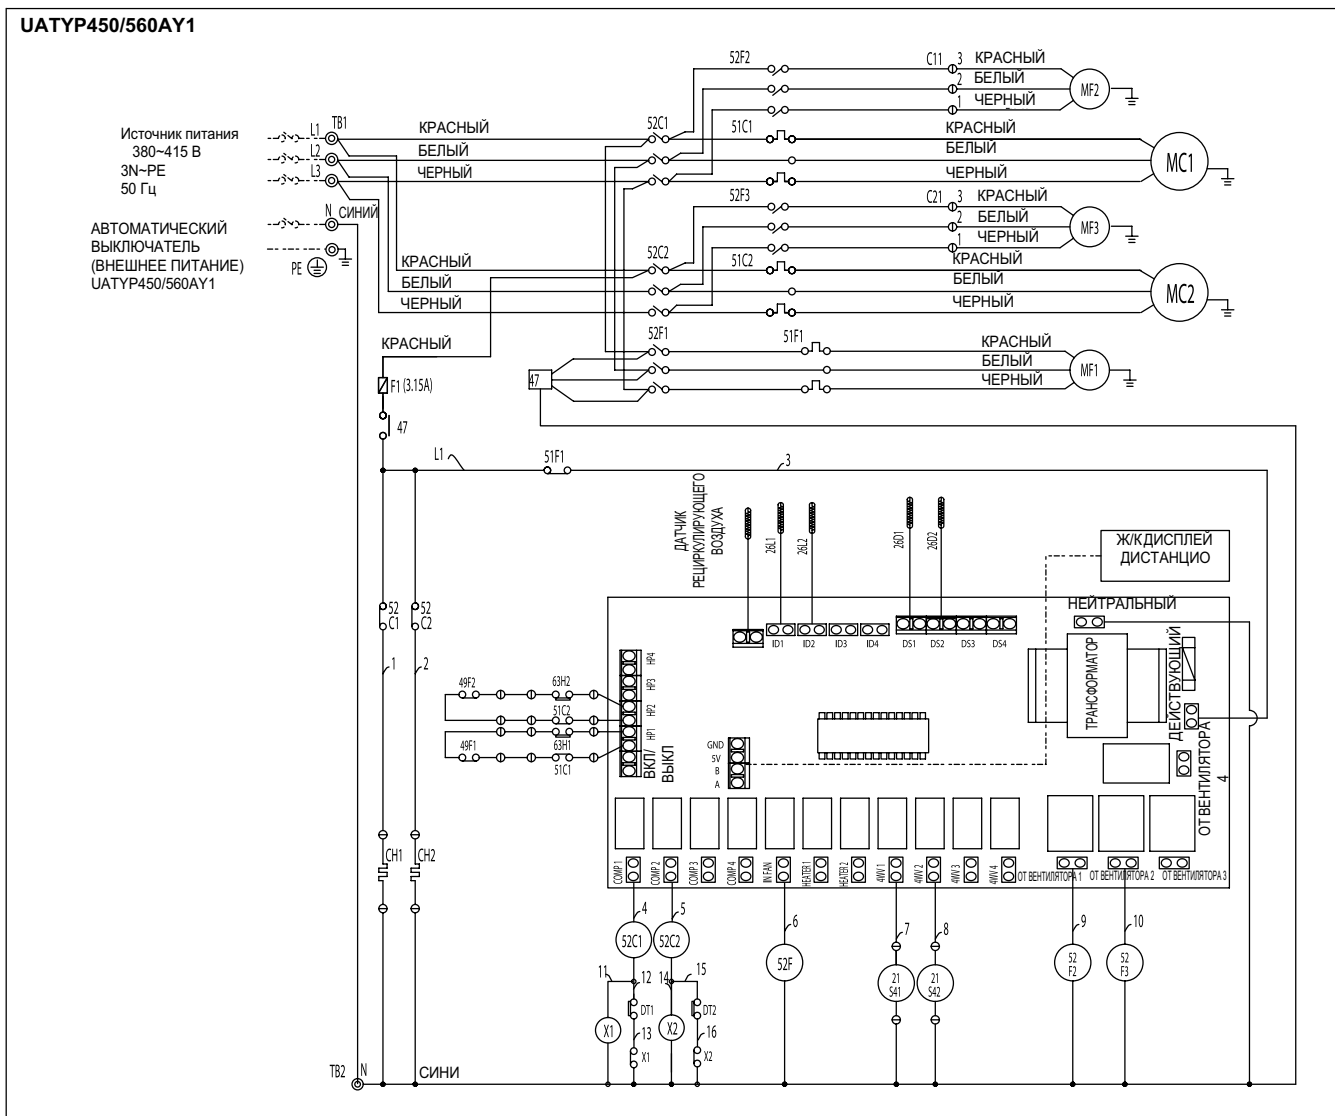 UATYP450/560AY1
52F2
C11
3
КРАСНЫЙ
2
БЕЛЫЙ
1
ЧЕРНЫЙ
MF2
Источник питания
380~415 В
3N~PE
50 Гц
L1
TB1
L2
L3
КРАСНЫЙ
БЕЛЫЙ
ЧЕРНЫЙ
52C1
51C1
КРАСНЫЙ
БЕЛЫЙ
ЧЕРНЫЙ
MC1
N
СИНИЙ
АВТОМАТИЧЕСКИЙ
ВЫКЛЮЧАТЕЛЬ
(ВНЕШНЕЕ ПИТАНИЕ)
UATYP450/560AY1
PE
52F3
C21
3
КРАСНЫЙ
2
БЕЛЫЙ
1
ЧЕРНЫЙ
MF3
КРАСНЫЙ
БЕЛЫЙ
ЧЕРНЫЙ
52C2
51C2
КРАСНЫЙ
БЕЛЫЙ
ЧЕРНЫЙ
MC2
КРАСНЫЙ
52F1
51F1
КРАСНЫЙ
БЕЛЫЙ
ЧЕРНЫЙ
MF1
47
F1 (3.15A)
47
L1
51F1
3
ДАТЧИК
РЕЦИРКУЛИРУЮЩЕГО
ВОЗДУХА
26L1
26L2
26D1
26D2
Ж/КДИСПЛЕЙ
ДИСТАНЦИО
НЕЙТРАЛЬНЫЙ
ID1
ID2
ID3
ID4
DS1
DS2
DS3
DS4
ТРАНСФОРМАТОР
ДЕЙСТВУЮЩИЙ
ОТ ВЕНТИЛЯТОРА
4
52
C1
52
C2
1
2
49F2
63H2
51C2
49F1
63H1
51C1
HP4
HP3
HP2
HP1
ВКЛ/
ВЫКЛ
GND
5V
B
A
CH1
CH2
COMP 1
COMP 2
COMP 3
COMP 4
IN FAN
HEATER 1
HEATER 2
4WV 1
4WV 2
4WV 3
4WV 4
ОТ ВЕНТИЛЯТОРА 1
ОТ ВЕНТИЛЯТОРА 2
ОТ ВЕНТИЛЯТОРА 3
4
5
6
7
8
9
10
52C1
52C2
52F
21
S41
21
S42
52
F2
52
F3
11
12
14
15
DT1
DT2
X1
13
X2
16
X1
X2
TB2
N
СИНИ